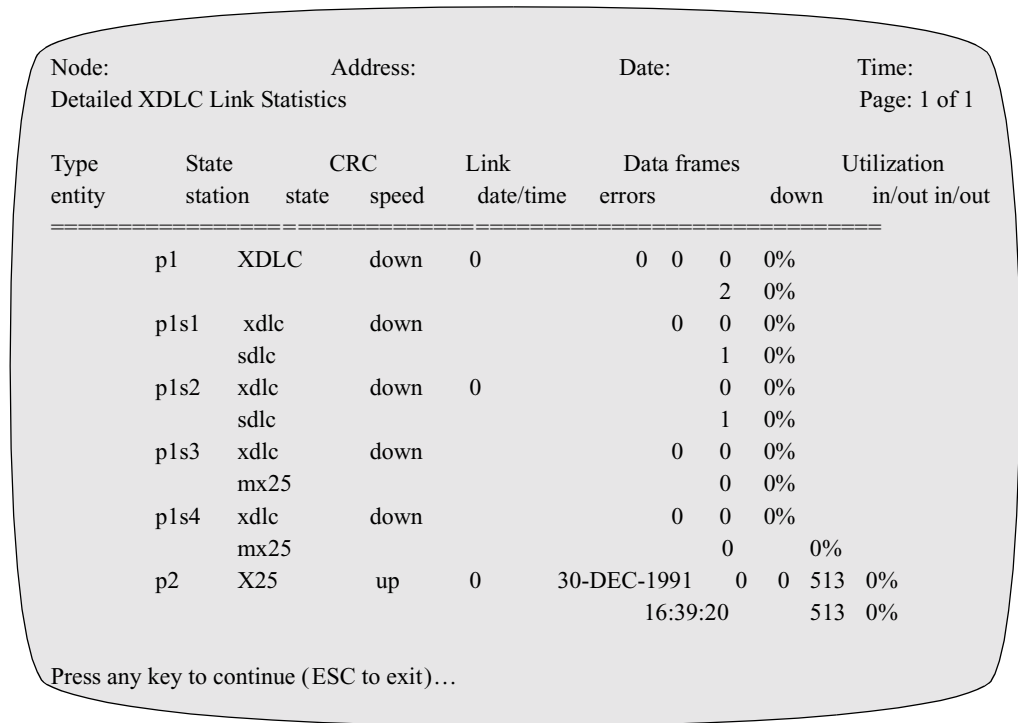 Node: Address: Date: Time:
Detailed XDLC Link Statistics Page: 1 of 1
Type State CRC Link Data frames Utilization
entity station state speed date/time errors down in/out in/out
==============================================================
p1 XDLC down 0 0 0 0 0%
2 0%
p1s1 xdlc down 0 0 0%
sdlc 1 0%
p1s2 xdlc down 0 0 0%
sdlc 1 0%
p1s3 xdlc down 0 0 0%
mx25 0 0%
p1s4 xdlc down 0 0 0%
mx25 0 0%
p2 X25 up 0 30-DEC-1991 0 0 513 0%
16:39:20 513 0%
Press any key to continue (ESC to exit)…